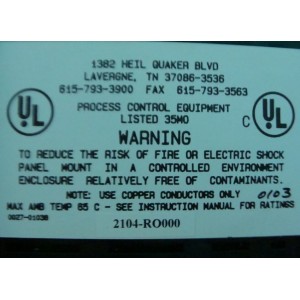 1382 HEIL QUAKER BLVD
LAVERGNE, TN 37086-3536
615-793-3900 FAX 615-793-3563
UL
C UL
PROCESS CONTROL EQUIPMENT
LISTED 35M0
WARNING
TO REDUCE THE RISK OF FIRE OR ELECTRIC SHOCK
PANEL MOUNT IN A CONTROLLED ENVIRONMENT
ENCLOSURE RELATIVELY FREE OF CONTAMINANTS.
NOTE: USE COPPER CONDUCTORS ONLY 0103
MAX AMB TEMP 65 C - SEE INSTRUCTION MANUAL FOR RATINGS
0027-01038
2104-RO000